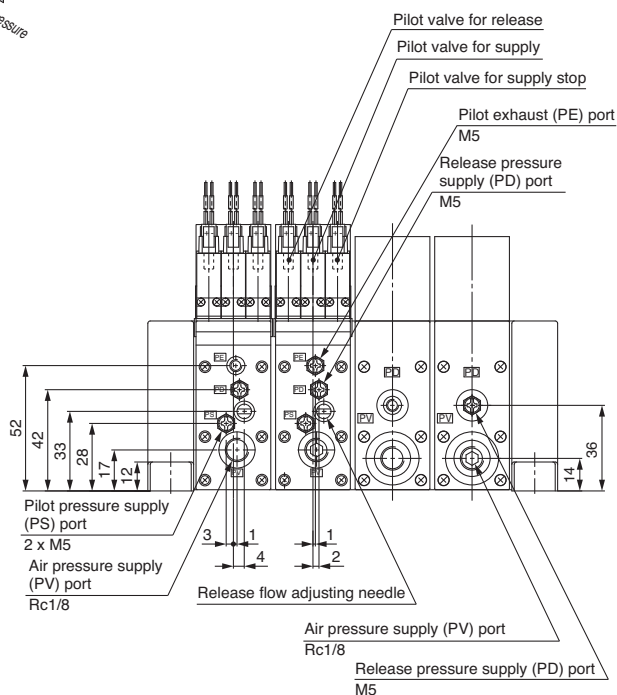 ssure
Pilot valve for release
Pilot valve for supply
Pilot valve for supply stop
Pilot exhaust (PE) port
M5
Release pressure
supply (PD) port
M5
PE
PE
PD
PD
PD
PD
PS
PS
PV
PV
PV
PV
52
42
33
28
17
12
36
14
3
1
4
1
2
Pilot pressure supply
(PS) port
2 x M5
Air pressure supply
(PV) port
Rc1/8
Release flow adjusting needle
Air pressure supply (PV) port
Rc1/8
Release pressure supply (PD) port
M5